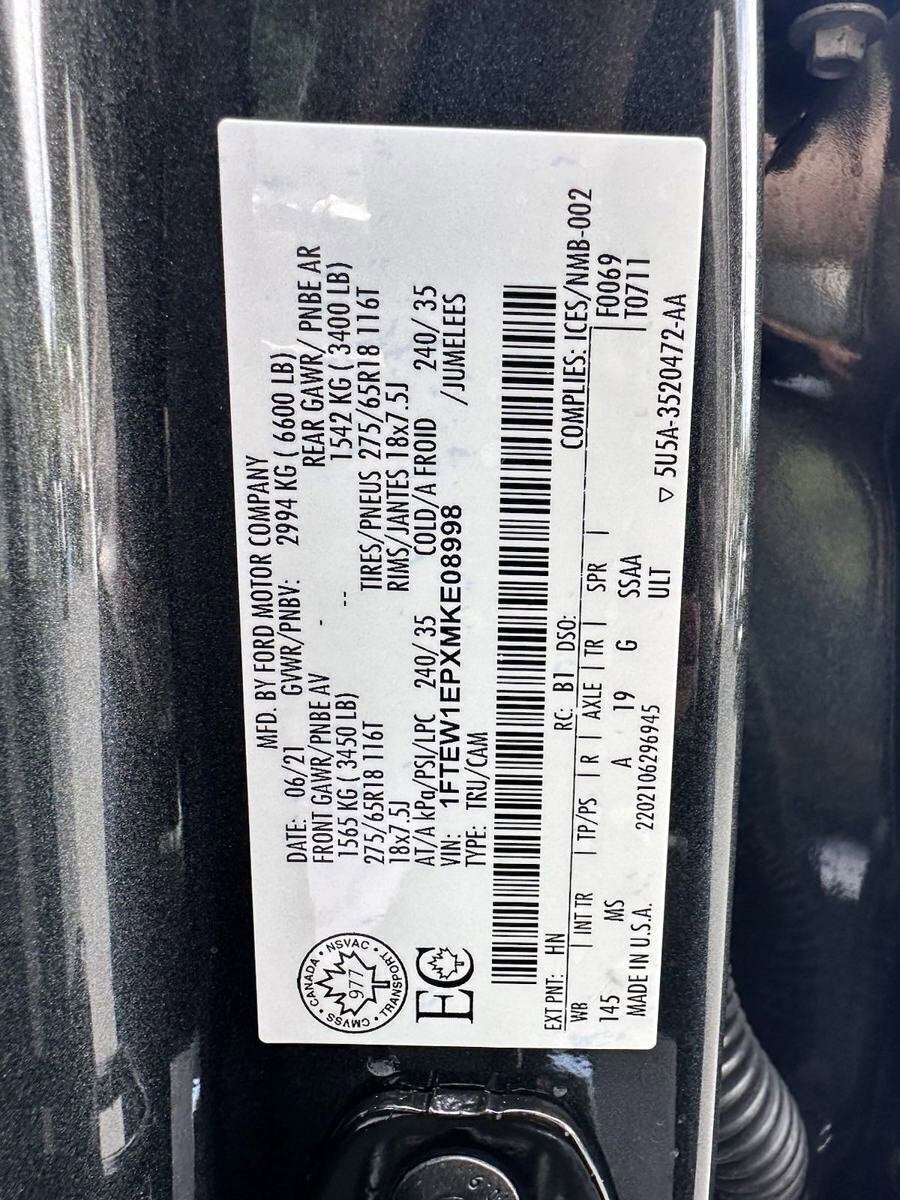 MFD. BY FORD MOTOR COMPANY
DATE: 06/21 GVWR/PNBV: 2994 KG ( 6600 LB)
FRONT GAWR/PNBE AV - REAR GAWR/ PNBE AR
1565 KG ( 3450 LB) -- 1542 KG ( 3400 LB)
275/65R18 116T TIRES/PNEUS 275/65R18 116T
18x7.5J RIMS/JANTES 18x7.5J
AT/A kPa/PSI/LPC 240/ 35 COLD/A FROID 240/ 35
VIN: 1FTEW1EPXMKE08998 /JUMELEES
TYPE: TRU/CAM
CANADA • NSVAC • TRANSPORT • CMVSS •
977
T
EC
COMPLIES: ICES/NMB-002
EXT PNT: HN RC: B1 DSO: F0069
WB | INT TR | TP/PS | R | AXLE | TR | SPR | T0711
145 MS A 19 G SSAA
ULT
MADE IN U.S.A. 2202106296945 ▽ 5U5A-3520472-AA